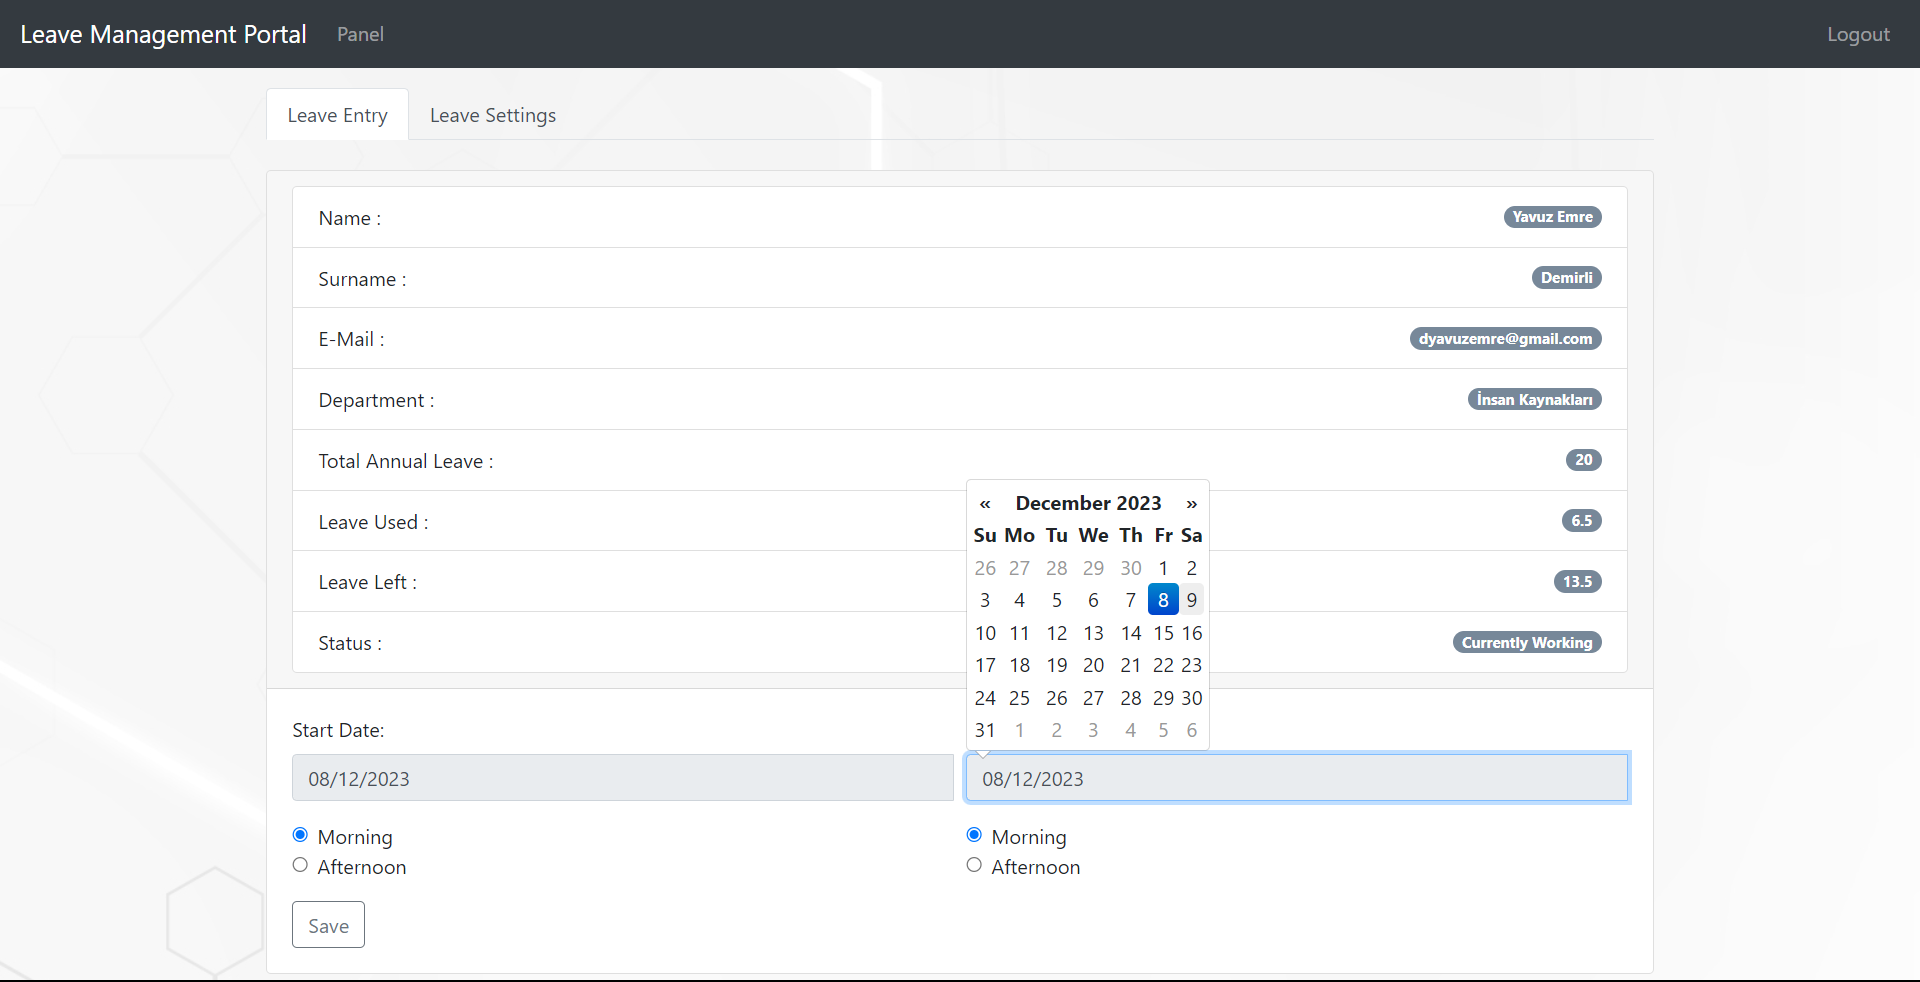 Leave Management Portal Panel Logout
Leave Entry Leave Settings
Name : Yavuz Emre
Surname : Demirli
E-Mail : dyavuzemre@gmail.com
Department : İnsan Kaynakları
Total Annual Leave : 20
Leave Used : 6.5
Leave Left : 13.5
Status : Currently Working
« December 2023 »
Su Mo Tu We Th Fr Sa
26 27 28 29 30 1 2
3 4 5 6 7 8 9
10 11 12 13 14 15 16
17 18 19 20 21 22 23
24 25 26 27 28 29 30
31 1 2 3 4 5 6
Start Date:
08/12/2023 08/12/2023
Morning Morning
Afternoon Afternoon
Save